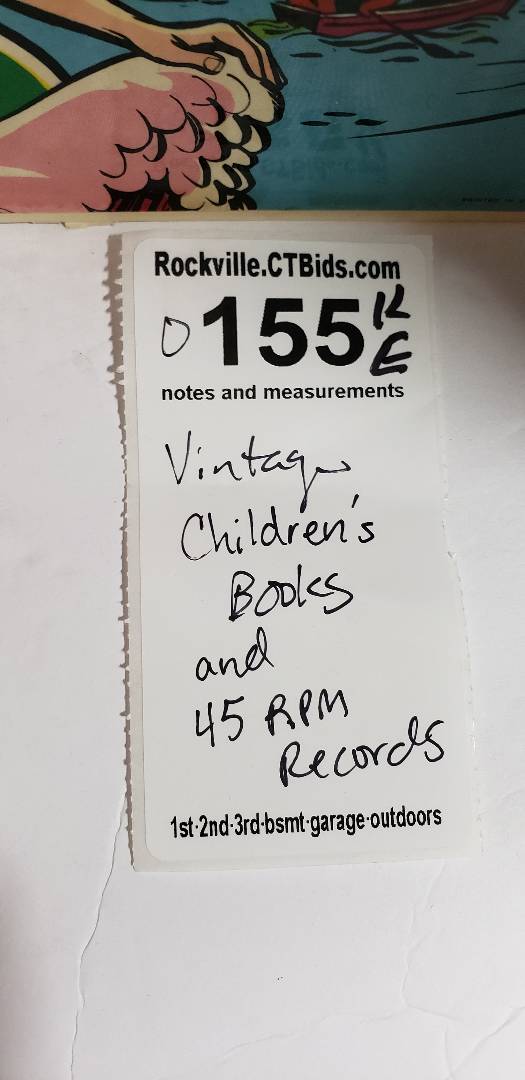 Rockville.CTBids.com
D 155 K
E
notes and measurements
Vintage
Children's
Books
and
45 RPM
Records
1st·2nd·3rd·bsmt·garage·outdoors